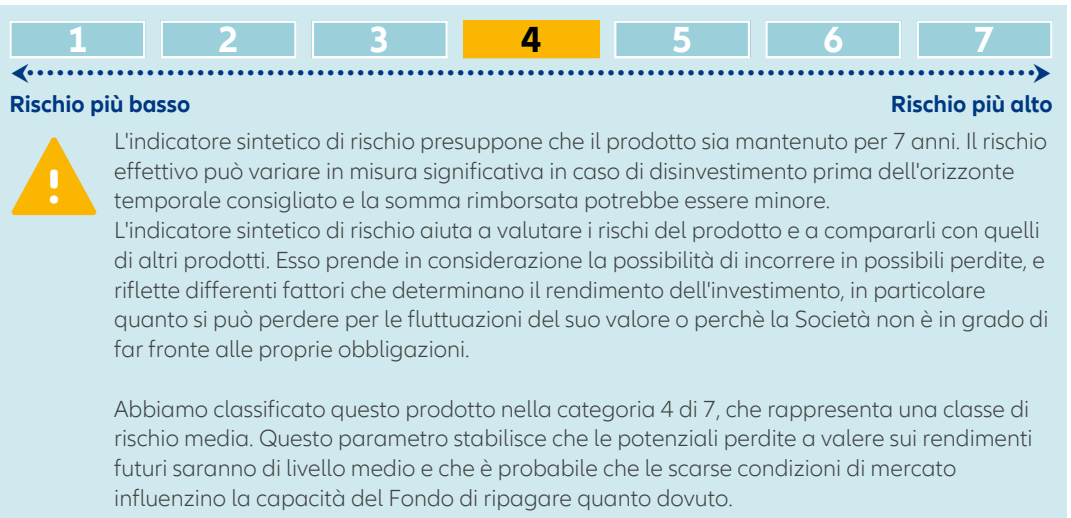 1 2 3 4 5 6 7
Rischio più basso Rischio più alto
L'indicatore sintetico di rischio presuppone che il prodotto sia mantenuto per 7 anni. Il rischio
effettivo può variare in misura significativa in caso di disinvestimento prima dell'orizzonte
temporale consigliato e la somma rimborsata potrebbe essere minore.
L'indicatore sintetico di rischio aiuta a valutare i rischi del prodotto e a compararli con quelli
di altri prodotti. Esso prende in considerazione la possibilità di incorrere in possibili perdite, e
riflette differenti fattori che determinano il rendimento dell'investimento, in particolare
quanto si può perdere per le fluttuazioni del suo valore o perchè la Società non è in grado di
far fronte alle proprie obbligazioni.
Abbiamo classificato questo prodotto nella categoria 4 di 7, che rappresenta una classe di
rischio media. Questo parametro stabilisce che le potenziali perdite a valere sui rendimenti
futuri saranno di livello medio e che è probabile che le scarse condizioni di mercato
influenzino la capacità del Fondo di ripagare quanto dovuto.